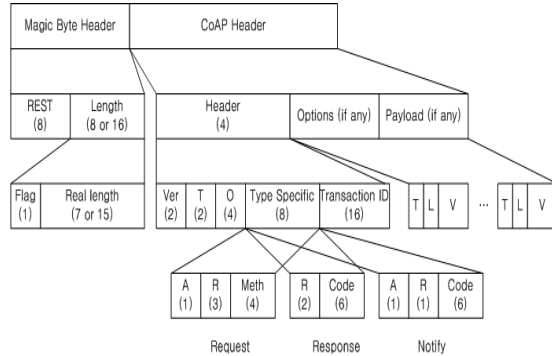 Magic Byte Header CoAP Header
REST Length Header Options (if any) Payload (if any)
(8) (8 or 16) (4)
Flag Real length Ver T O Type Specific Transaction ID T L V ... T L V
(1) (7 or 15) (2) (2) (4) (8) (16)
A R Meth R Code A R Code
(1) (3) (4) (2) (6) (1) (1) (6)
Request Response Notify